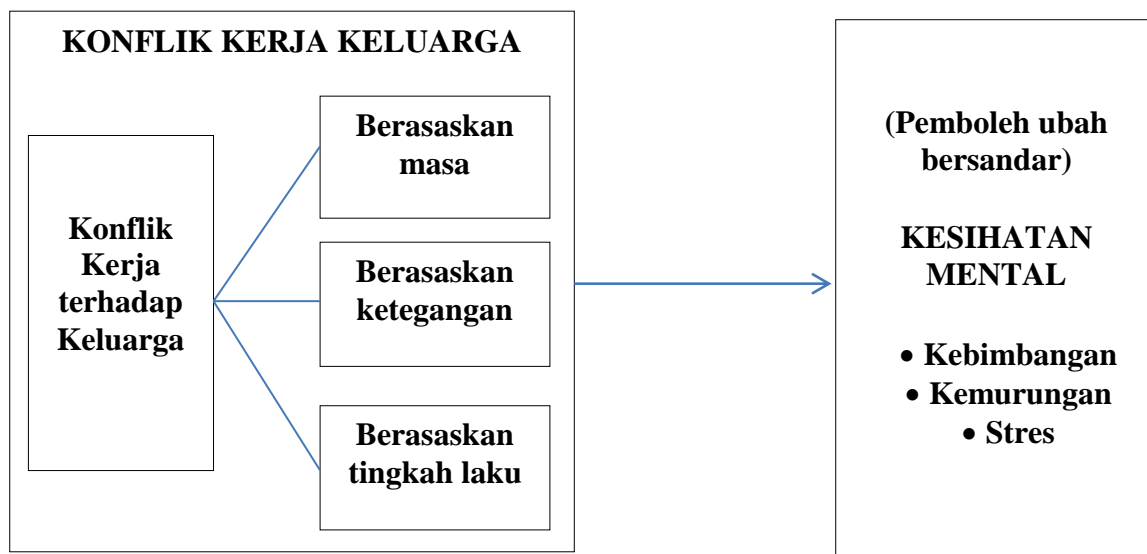 KONFLIK KERJA KELUARGA
Konflik
Kerja
terhadap
Keluarga
Berasaskan
masa
Berasaskan
ketegangan
Berasaskan
tingkah laku
(Pemboleh ubah
bersandar)
KESIHATAN
MENTAL
• Kebimbangan
• Kemurungan
• Stres